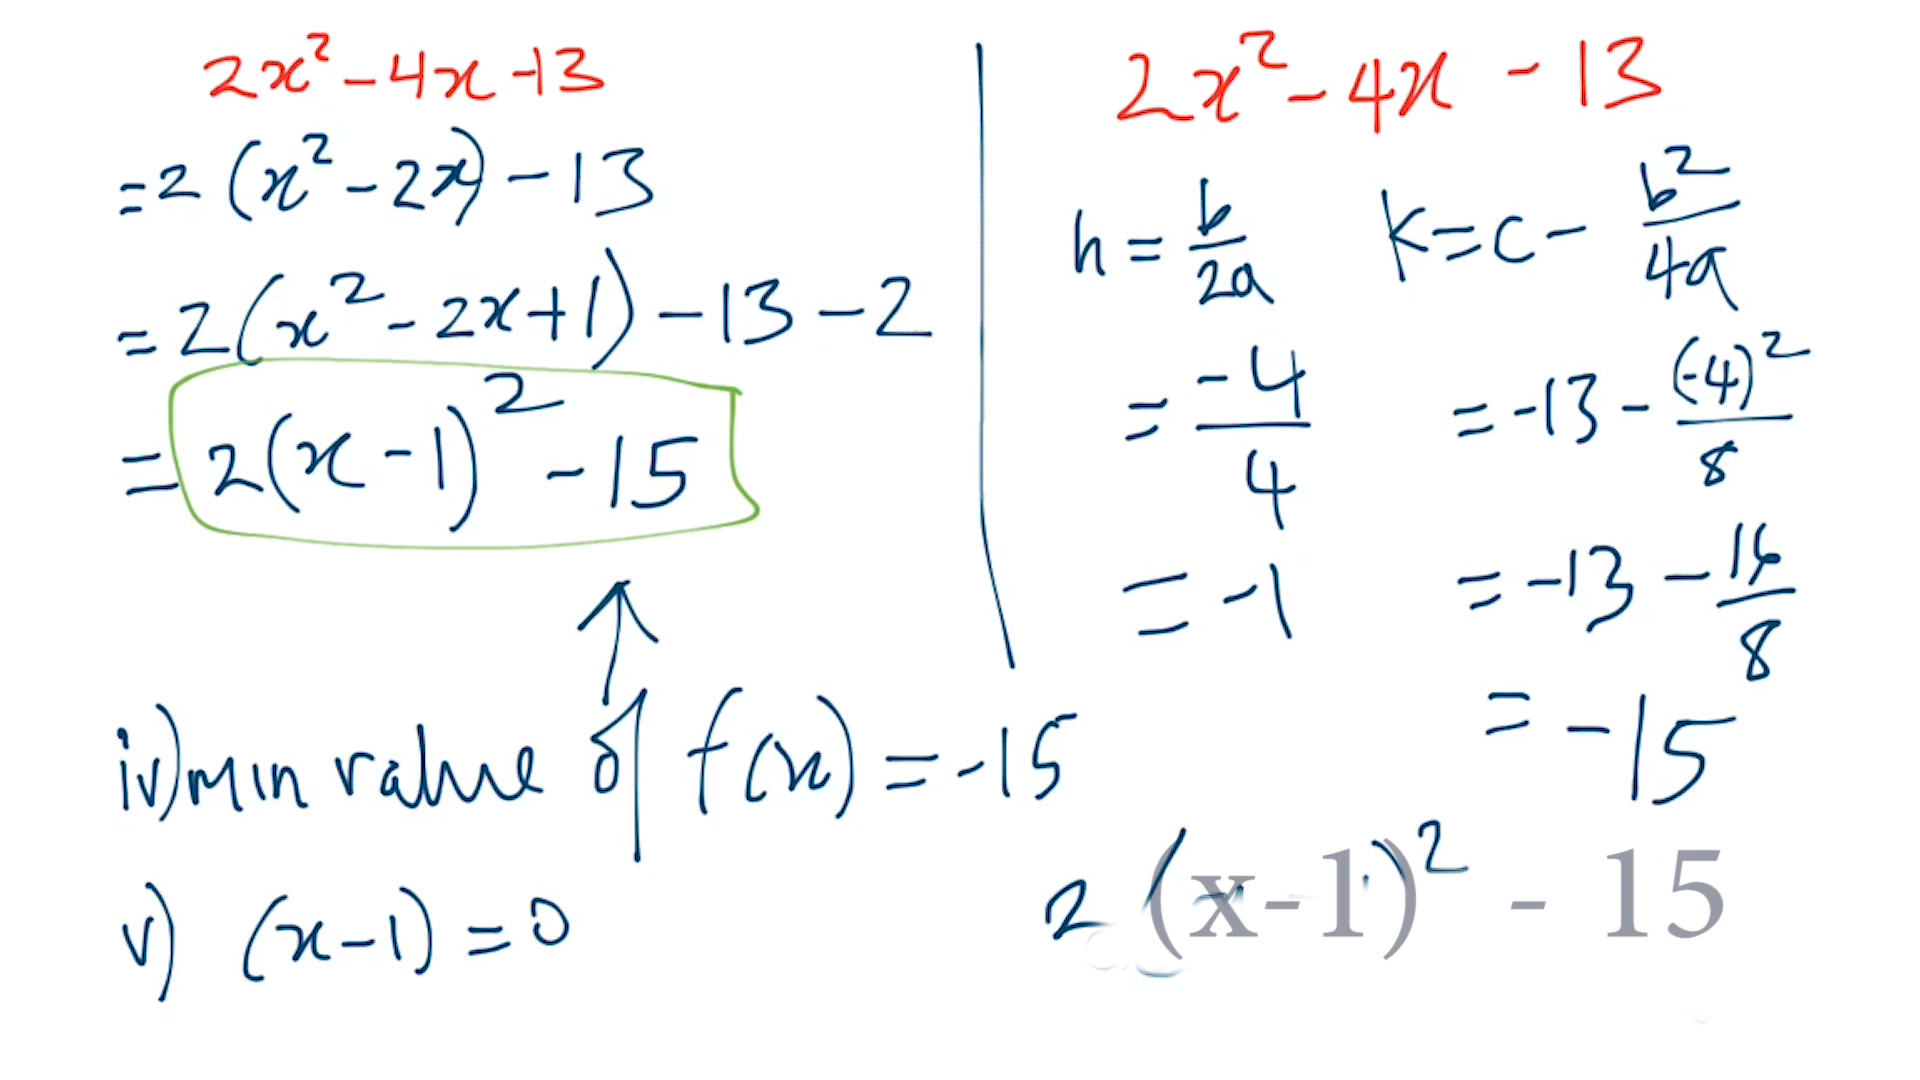 2x² - 4x - 13
= 2(x² - 2x) - 13
= 2(x² - 2x + 1) - 13 - 2
= 2(x - 1)² - 15
iv) min value of f(x) = -15
v) (x - 1) = 0
2x² - 4x - 13
h = b/2a
= -4/4
= -1
k = c - b²/4a
= -13 - (-4)²/8
= -13 - 16/8
= -15
2(x-1)² - 15